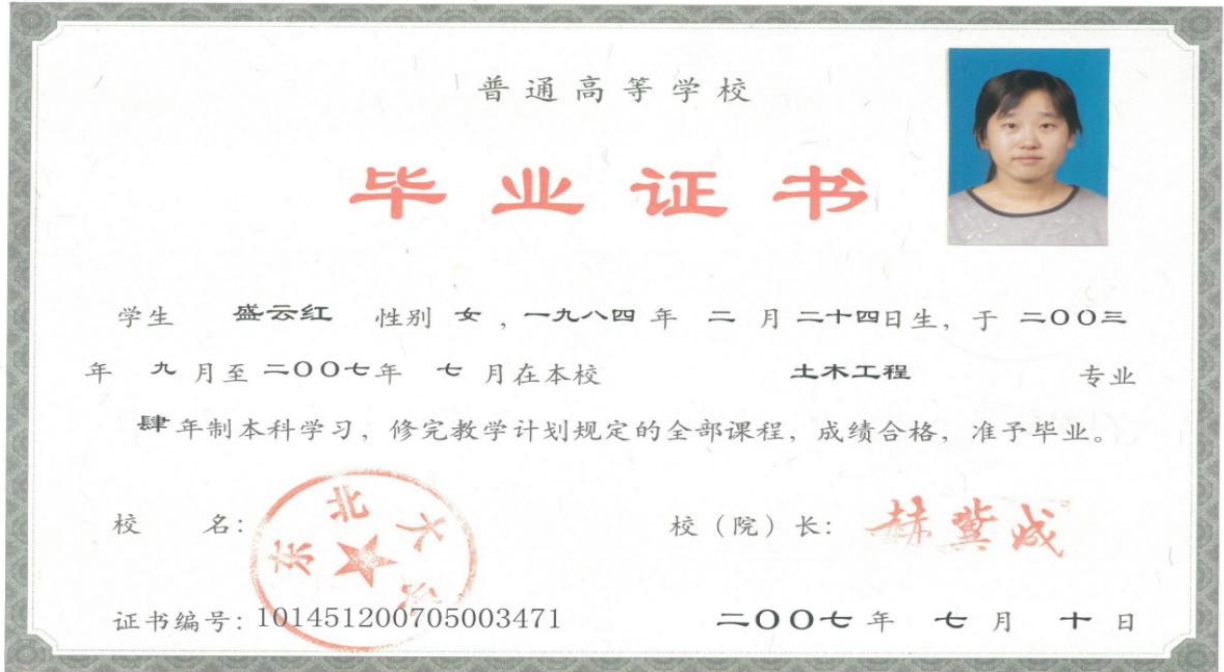 普通高等学校
毕业证书
学生 盛云红 性别 女，一九八四 年 二 月 二十四日生，于 二〇〇三
年 九 月至 二〇〇七年 七 月在本校 土木工程 专业
肆年制本科学习，修完教学计划规定的全部课程，成绩合格，准予毕业。
校 名：
东北大学
校（院）长：赫冀成
证书编号：101451200705003471
二〇〇七年 七 月 十 日